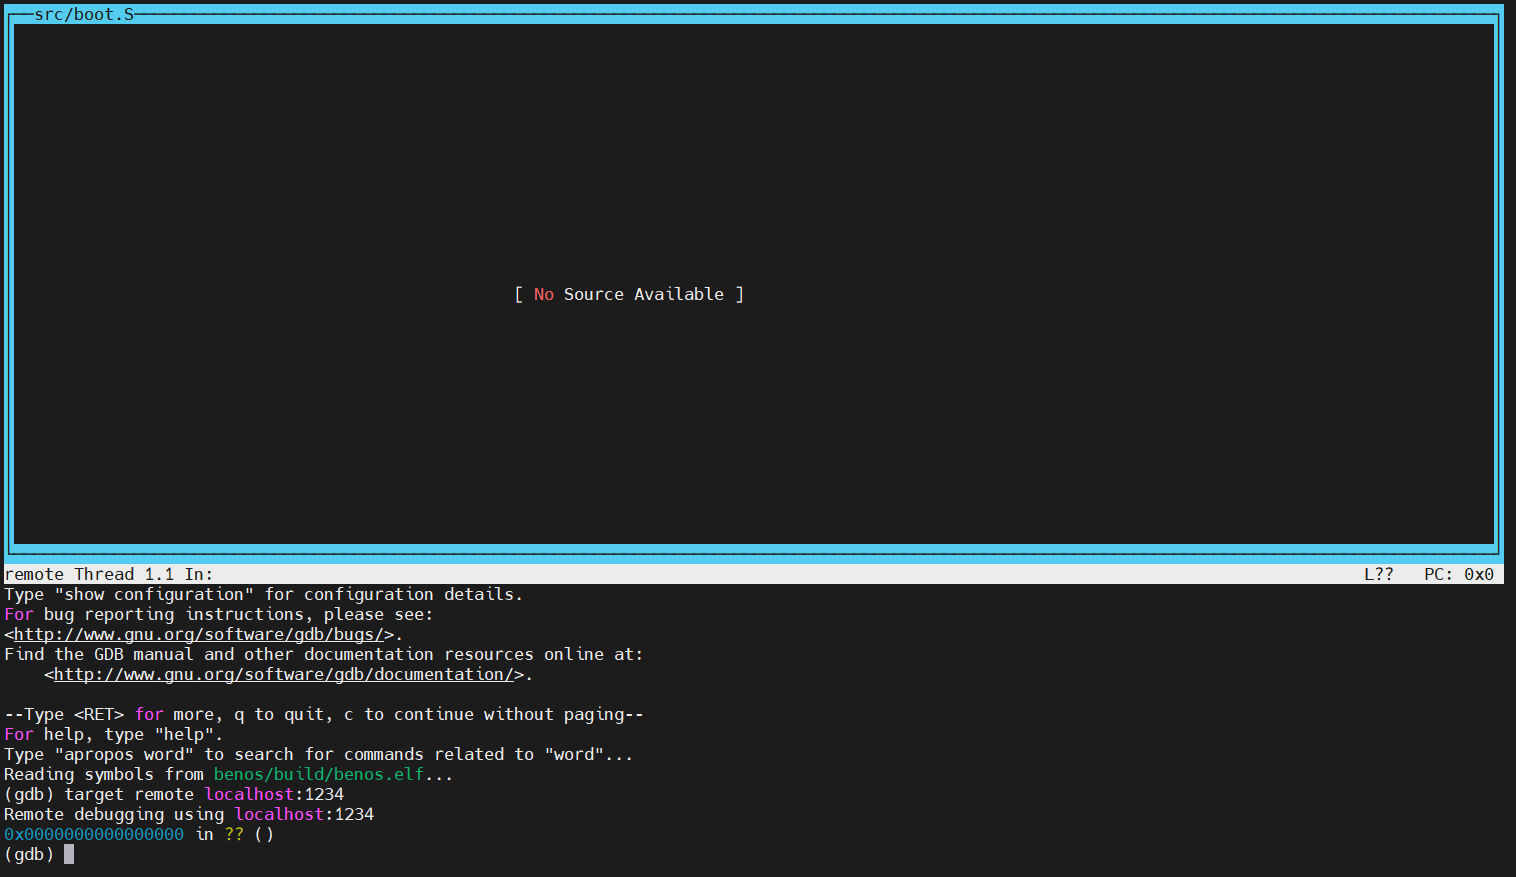 src/boot.S
[ No Source Available ]
remote Thread 1.1 In: L?? PC: 0x0
Type "show configuration" for configuration details.
For bug reporting instructions, please see:
<http://www.gnu.org/software/gdb/bugs/>.
Find the GDB manual and other documentation resources online at:
    <http://www.gnu.org/software/gdb/documentation/>.
--Type <RET> for more, q to quit, c to continue without paging--
For help, type "help".
Type "apropos word" to search for commands related to "word"...
Reading symbols from benos/build/benos.elf...
(gdb) target remote localhost:1234
Remote debugging using localhost:1234
0x0000000000000000 in ?? ()
(gdb)